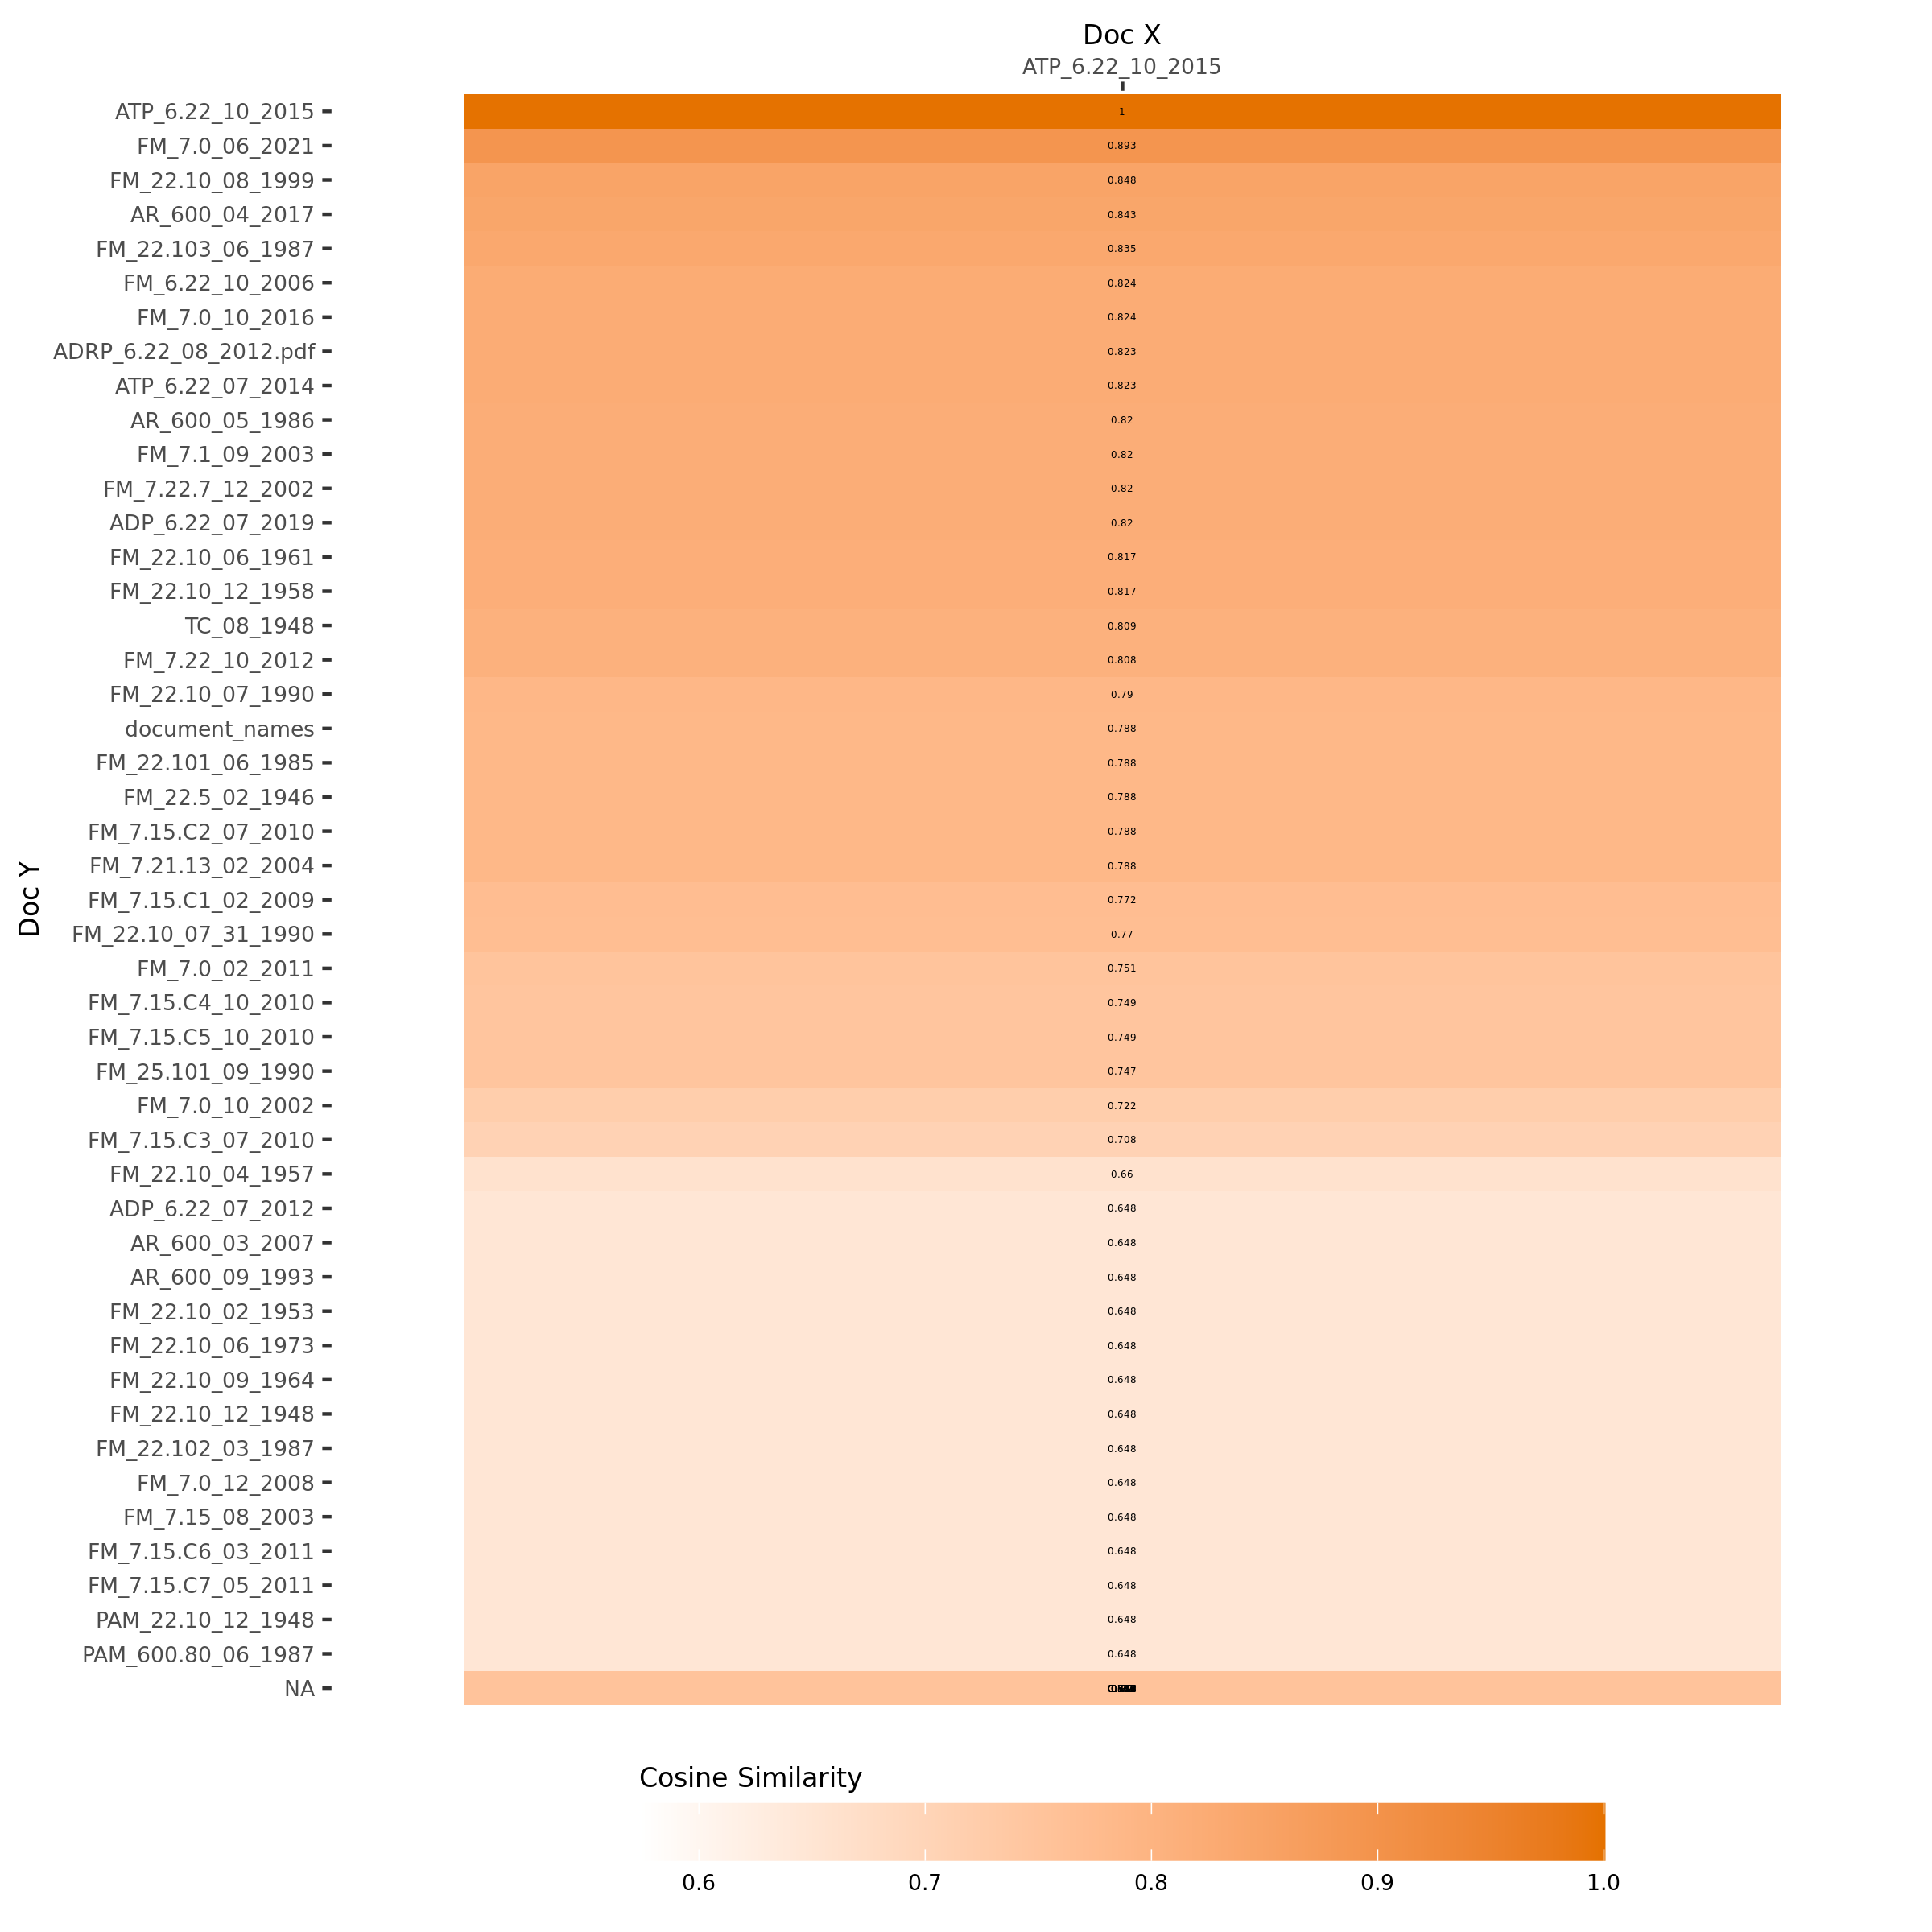 Doc X
ATP_6.22_10_2015
Doc Y
ATP_6.22_10_2015 1
FM_7.0_06_2021 0.893
FM_22.10_08_1999 0.848
AR_600_04_2017 0.843
FM_22.103_06_1987 0.835
FM_6.22_10_2006 0.824
FM_7.0_10_2016 0.824
ADRP_6.22_08_2012.pdf 0.823
ATP_6.22_07_2014 0.823
AR_600_05_1986 0.82
FM_7.1_09_2003 0.82
FM_7.22.7_12_2002 0.82
ADP_6.22_07_2019 0.82
FM_22.10_06_1961 0.817
FM_22.10_12_1958 0.817
TC_08_1948 0.809
FM_7.22_10_2012 0.808
FM_22.10_07_1990 0.79
document_names 0.788
FM_22.101_06_1985 0.788
FM_22.5_02_1946 0.788
FM_7.15.C2_07_2010 0.788
FM_7.21.13_02_2004 0.788
FM_7.15.C1_02_2009 0.772
FM_22.10_07_31_1990 0.77
FM_7.0_02_2011 0.751
FM_7.15.C4_10_2010 0.749
FM_7.15.C5_10_2010 0.749
FM_25.101_09_1990 0.747
FM_7.0_10_2002 0.722
FM_7.15.C3_07_2010 0.708
FM_22.10_04_1957 0.66
ADP_6.22_07_2012 0.648
AR_600_03_2007 0.648
AR_600_09_1993 0.648
FM_22.10_02_1953 0.648
FM_22.10_06_1973 0.648
FM_22.10_09_1964 0.648
FM_22.10_12_1948 0.648
FM_22.102_03_1987 0.648
FM_7.0_12_2008 0.648
FM_7.15_08_2003 0.648
FM_7.15.C6_03_2011 0.648
FM_7.15.C7_05_2011 0.648
PAM_22.10_12_1948 0.648
PAM_600.80_06_1987 0.648
NA
Cosine Similarity
0.6 0.7 0.8 0.9 1.0